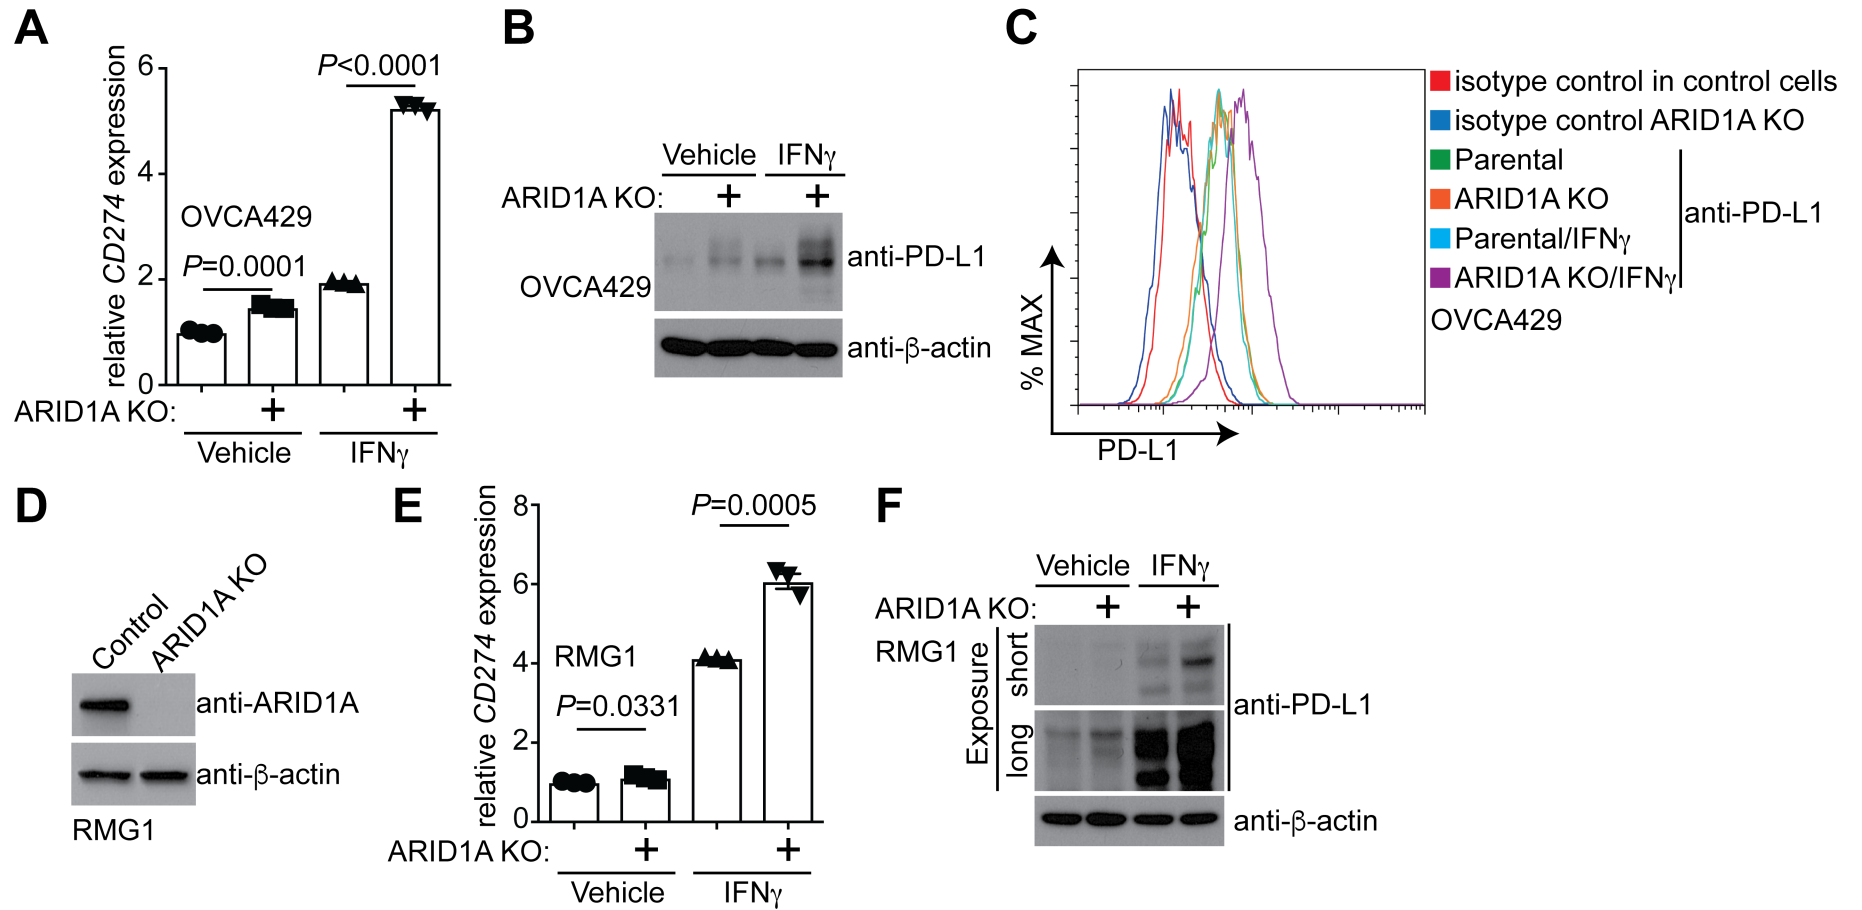 A
relative CD274 expression
6
4
2
0
P<0.0001
OVCA429
P=0.0001
ARID1A KO: + +
Vehicle IFNγ
B
Vehicle IFNγ
ARID1A KO: + +
anti-PD-L1
OVCA429
anti-β-actin
C
% MAX
PD-L1
isotype control in control cells
isotype control ARID1A KO
Parental
ARID1A KO
Parental/IFNγ
ARID1A KO/IFNγ
anti-PD-L1
OVCA429
D
Control
ARID1A KO
anti-ARID1A
anti-β-actin
RMG1
E
relative CD274 expression
8
6
4
2
0
P=0.0005
RMG1
P=0.0331
ARID1A KO: + +
Vehicle IFNγ
F
Vehicle IFNγ
ARID1A KO: + +
RMG1
Exposure
short
long
anti-PD-L1
anti-β-actin